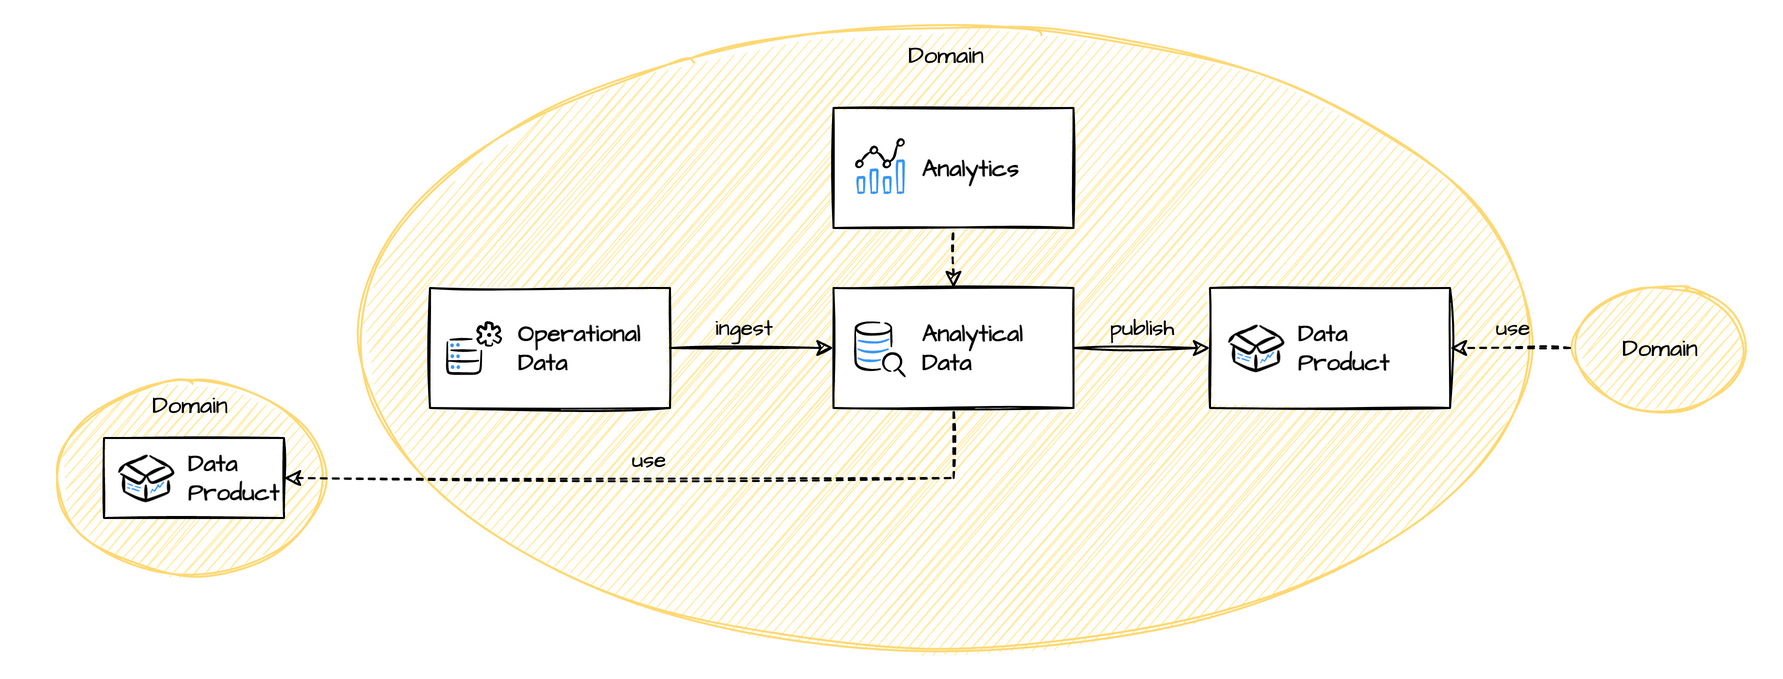 Domain
Analytics
Operational
Data
ingest
Analytical
Data
publish
Data
Product
use
Domain
Domain
Data
Product
use